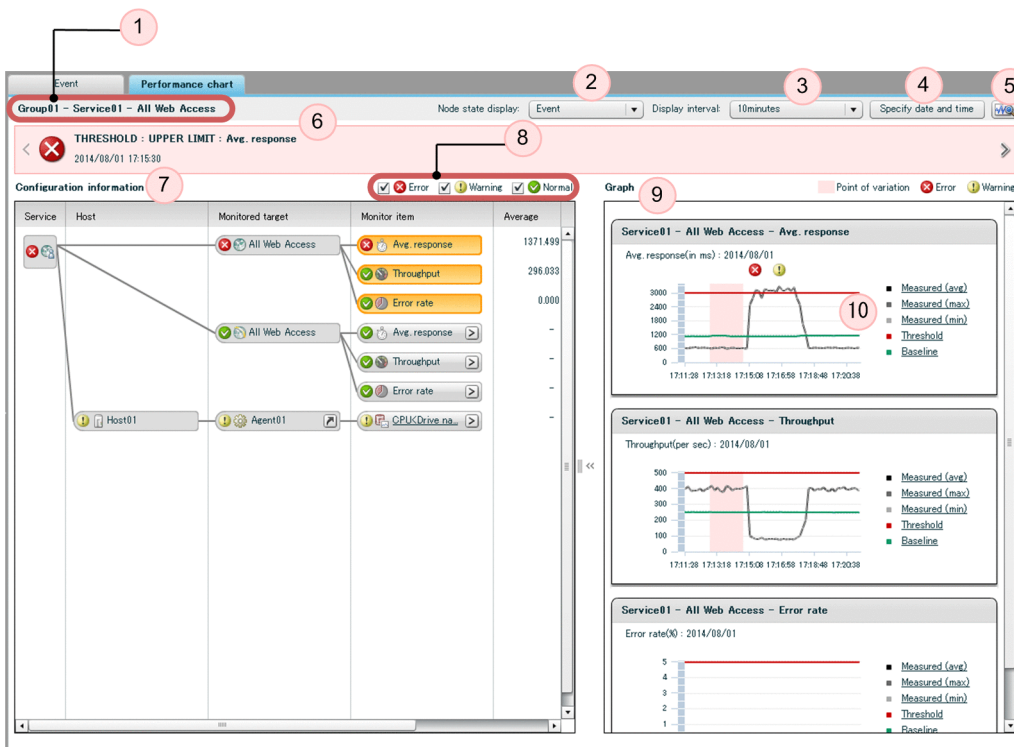 1
Event
Performance chart
2
3
4
5
Group01 - Service01 - All Web Access
Node state display:
Event
Display interval:
10minutes
Specify date and time
6
THRESHOLD : UPPER LIMIT : Avg. response
2014/08/01 17:15:30
8
Configuration information
7
Error
Warning
Normal
Graph
9
Point of variation
Error
Warning
Service
Host
Monitored target
Monitor item
Average
All Web Access
Avg. response
1371.499
Throughput
296.033
Error rate
0.000
All Web Access
Avg. response
-
Throughput
-
Error rate
-
Host01
Agent01
CPU<Drive na...
-
Service01 - All Web Access - Avg. response
Avg. response(in ms) : 2014/08/01
3000
2400
1800
1200
600
0
17:11:28 17:13:18 17:15:08 17:16:58 17:18:48 17:20:38
10
Measured (avg)
Measured (max)
Measured (min)
Threshold
Baseline
Service01 - All Web Access - Throughput
Throughput(per sec) : 2014/08/01
500
400
300
200
100
0
17:11:28 17:13:18 17:15:08 17:16:58 17:18:48 17:20:38
Measured (avg)
Measured (max)
Measured (min)
Threshold
Baseline
Service01 - All Web Access - Error rate
Error rate(%) : 2014/08/01
5
4
3
2
1
Measured (avg)
Measured (max)
Measured (min)
Threshold
Baseline